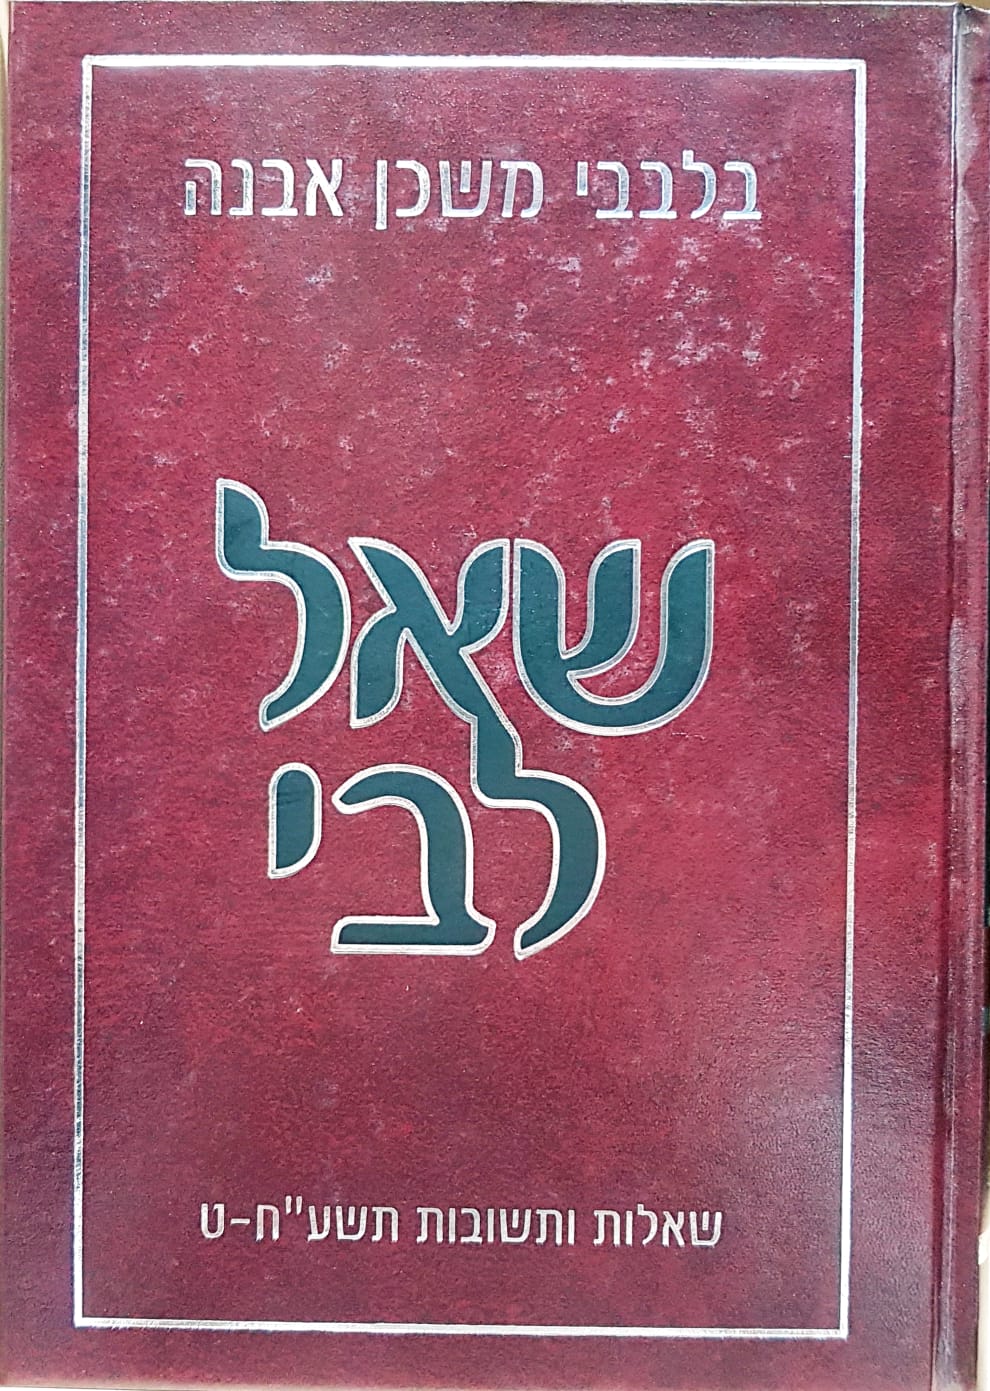 בלבבי משכן אבנה
שאל
לבי
שאלות ותשובות תשע"ח-ט